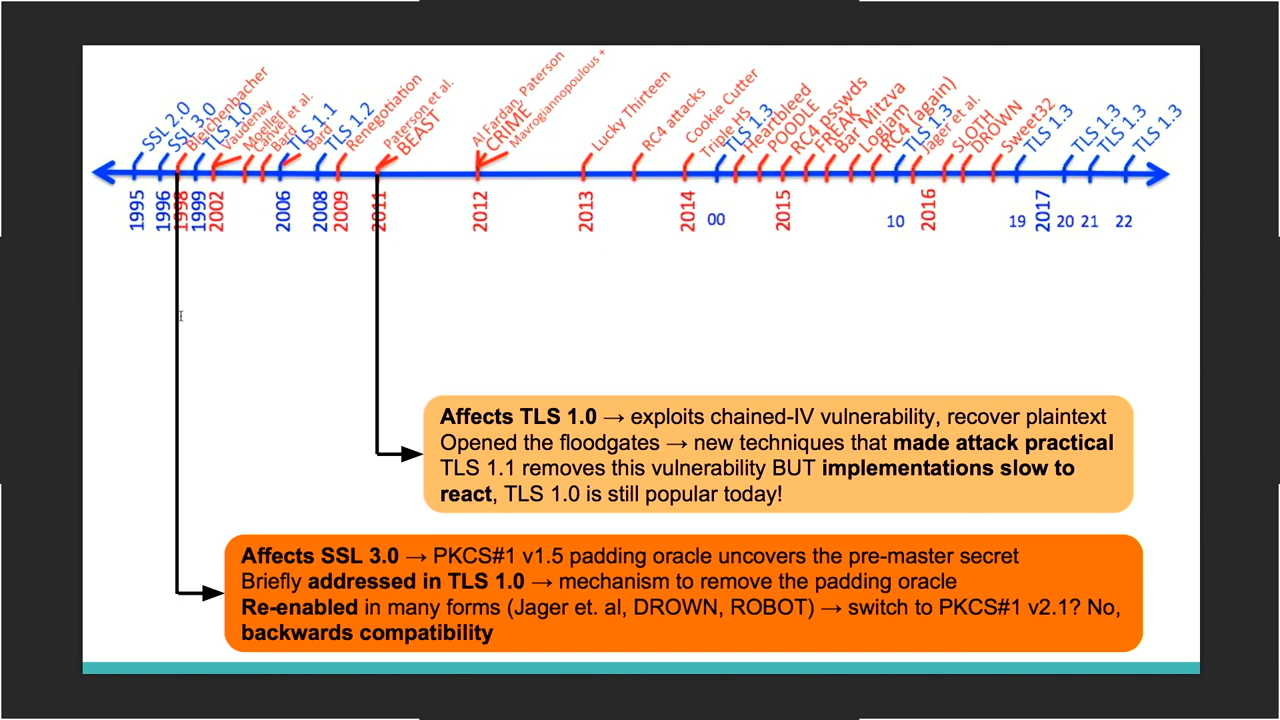 SSL 2.0
SSL 3.0
Bleichenbacher
TLS 1.0
Vaudenay
Moeller
Canvel et al.
Bard
TLS 1.1
Bard
TLS 1.2
Renegotiation
Paterson et al.
BEAST
Al Fardan, Paterson
CRIME
Mavrogiannopoulous +
Lucky Thirteen
RC4 attacks
Cookie Cutter
Triple HS
TLS 1.3
Heartbleed
POODLE
RC4 psswds
FREAK
Bar Mitzva
Logjam
RC4 (again)
TLS 1.3
Jager et al.
SLOTH
DROWN
Sweet32
TLS 1.3
TLS 1.3
TLS 1.3
TLS 1.3
1995
1996
1998
1999
2002
2006
2008
2009
2011
2012
2013
2014
00
2015
10
2016
19
2017
20
21
22
Affects TLS 1.0 → exploits chained-IV vulnerability, recover plaintext
Opened the floodgates → new techniques that made attack practical
TLS 1.1 removes this vulnerability BUT implementations slow to
react, TLS 1.0 is still popular today!
Affects SSL 3.0 → PKCS#1 v1.5 padding oracle uncovers the pre-master secret
Briefly addressed in TLS 1.0 → mechanism to remove the padding oracle
Re-enabled in many forms (Jager et. al, DROWN, ROBOT) → switch to PKCS#1 v2.1? No,
backwards compatibility